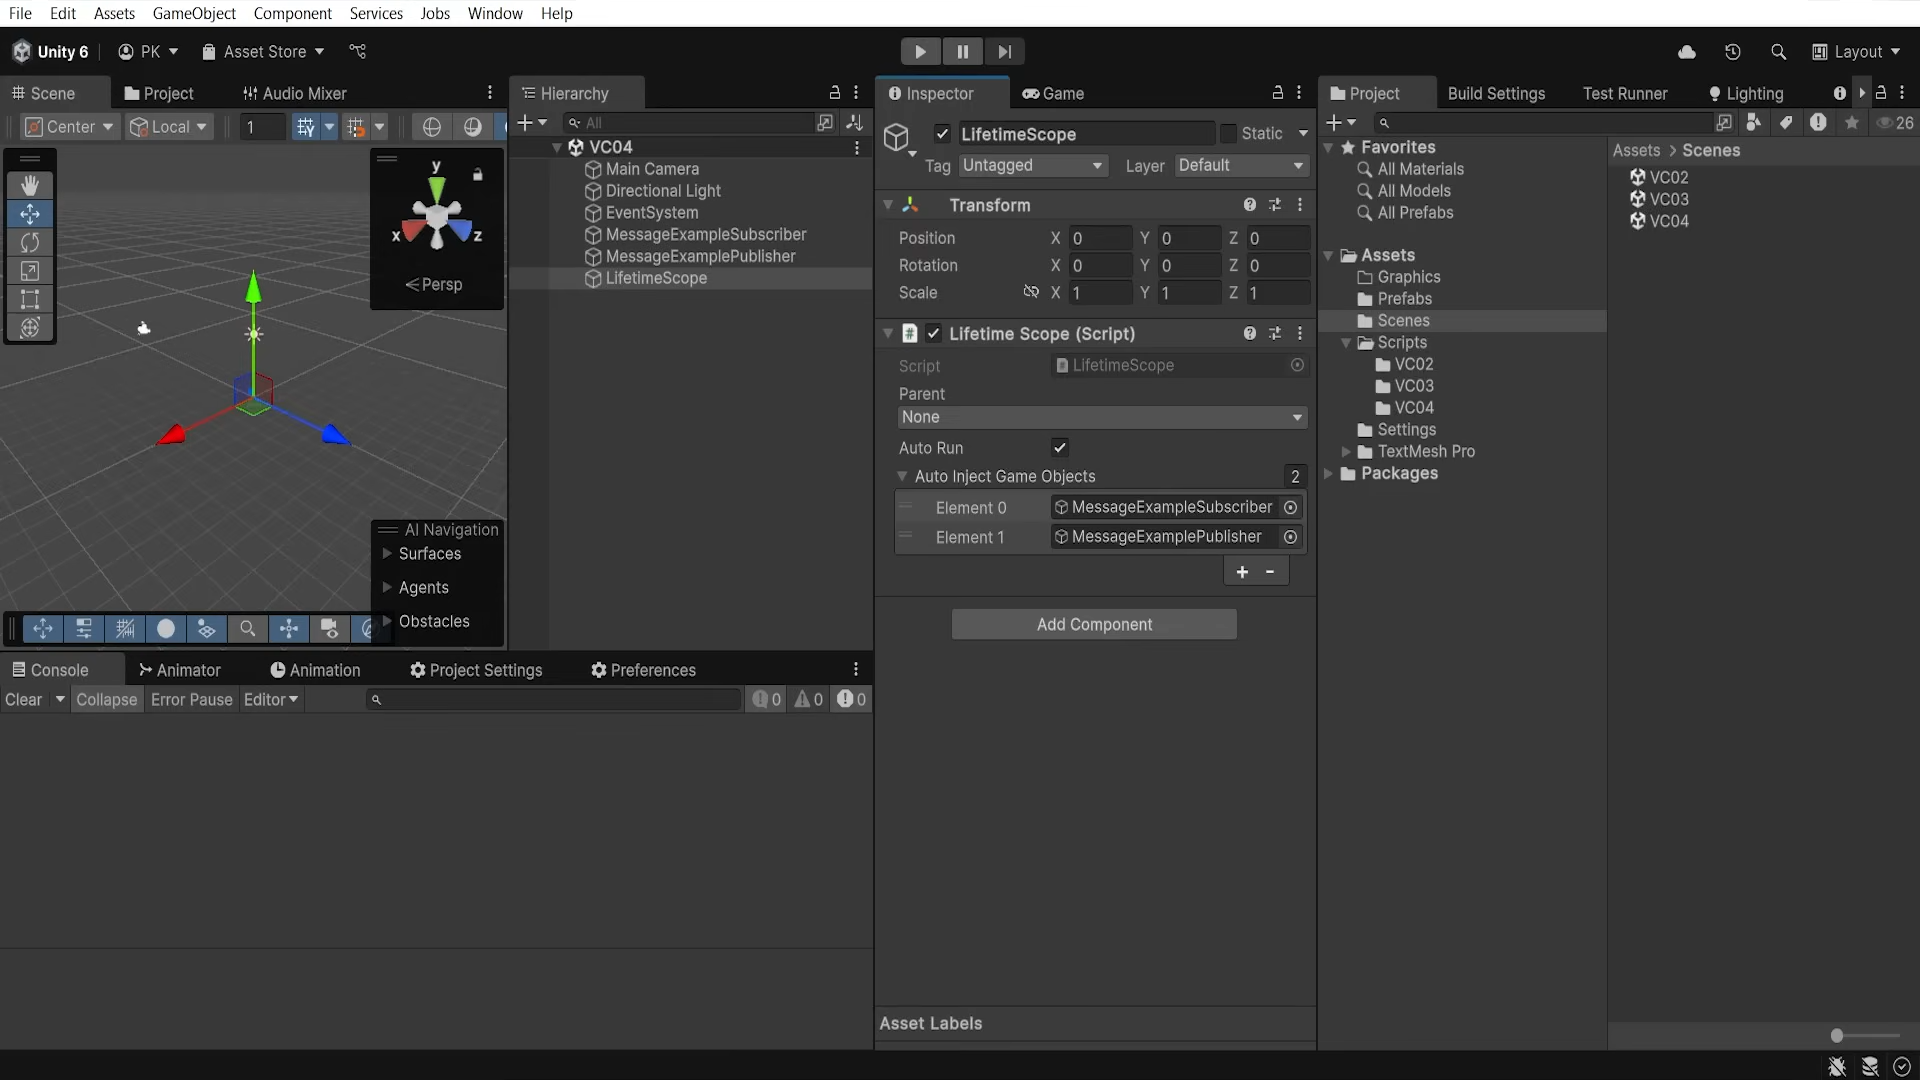 File Edit Assets GameObject Component Services Jobs Window Help
Unity 6 PK Asset Store Layout
Scene Project Audio Mixer
Center Local 1
y
x z
Persp
AI Navigation
Surfaces
Agents
Obstacles
Hierarchy
All
VC04
Main Camera
Directional Light
EventSystem
MessageExampleSubscriber
MessageExamplePublisher
LifetimeScope
Console Animator Animation Project Settings Preferences
Clear Collapse Error Pause Editor 0 0 0
Inspector Game
LifetimeScope Static
Tag Untagged Layer Default
Transform
Position X 0 Y 0 Z 0
Rotation X 0 Y 0 Z 0
Scale X 1 Y 1 Z 1
# Lifetime Scope (Script)
Script LifetimeScope
Parent
None
Auto Run
Auto Inject Game Objects 2
Element 0 MessageExampleSubscriber
Element 1 MessageExamplePublisher
+ -
Add Component
Asset Labels
Project Build Settings Test Runner Lighting
26
Favorites
All Materials
All Models
All Prefabs
Assets
Graphics
Prefabs
Scenes
Scripts
VC02
VC03
VC04
Settings
TextMesh Pro
Packages
Assets > Scenes
VC02
VC03
VC04